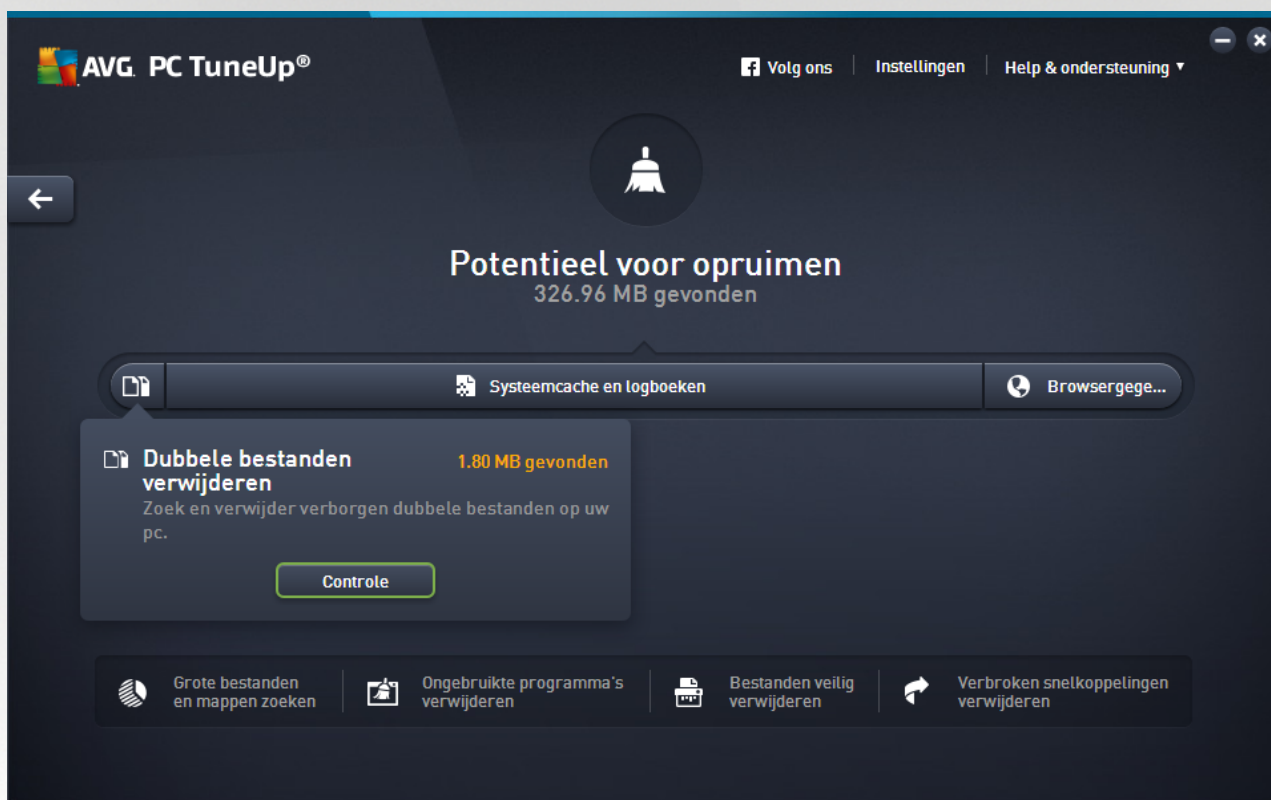 AVG. PC TuneUp®
Volg ons
Instellingen
Help & ondersteuning
Potentieel voor opruimen
326.96 MB gevonden
Systeemcache en logboeken
Browsergege...
Dubbele bestanden
verwijderen
1.80 MB gevonden
Zoek en verwijder verborgen dubbele bestanden op uw
pc.
Controle
Grote bestanden
en mappen zoeken
Ongebruikte programma's
verwijderen
Bestanden veilig
verwijderen
Verbroken snelkoppelingen
verwijderen